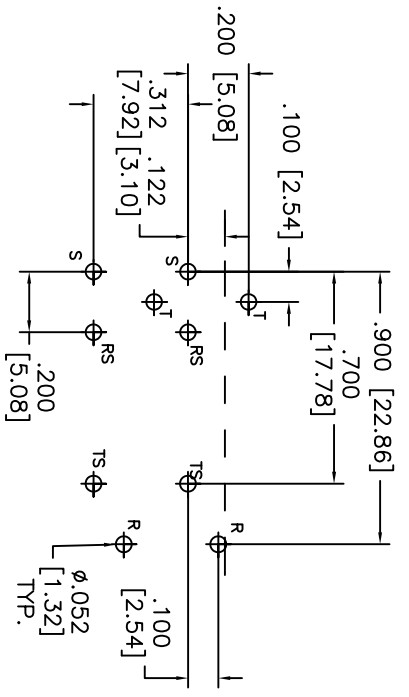 .200
[5.08]
.100 [2.54]
.312
[7.92]
.122
[3.10]
.900 [22.86]
.700
[17.78]
S
S
T
T
RS
RS
.200
[5.08]
TS
TS
R
R
ø.052
[1.32]
TYP.
.100
[2.54]